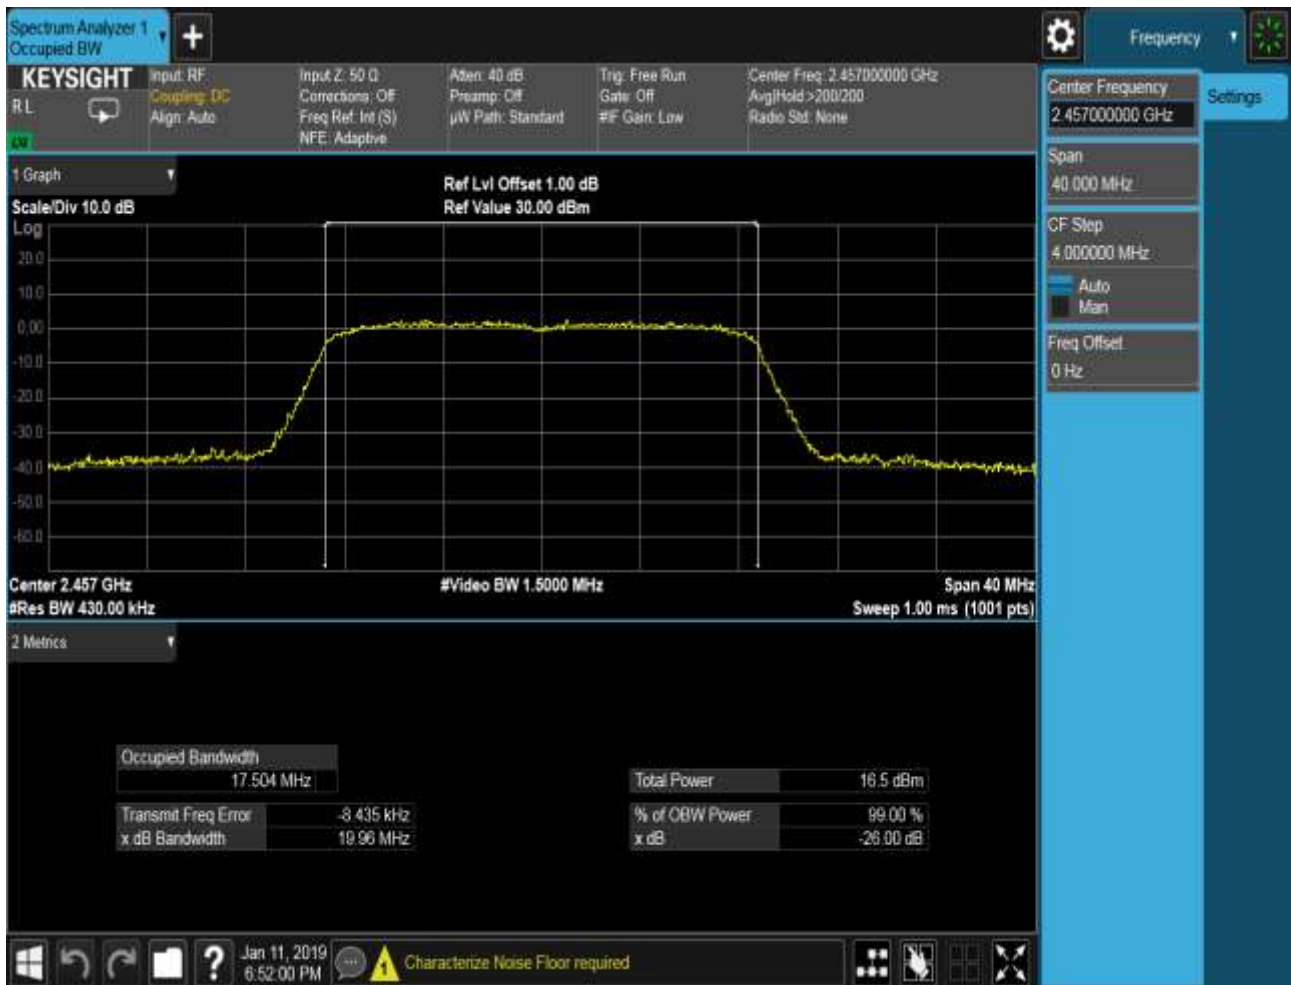 Spectrum Analyzer 1
Occupied BW
Frequency
KEYSIGHT
R L
Input: RF
Coupling: DC
Align: Auto
Input Z: 50 Ω
Corrections: Off
Freq Ref: Int (S)
NFE: Adaptive
Atten: 40 dB
Preamp: Off
µW Path: Standard
Trig: Free Run
Gate: Off
#IF Gain: Low
Center Freq: 2.457000000 GHz
Avg|Hold >200/200
Radio Std: None
Center Frequency
2.457000000 GHz
Settings
Span
40.000 MHz
CF Step
4.000000 MHz
Auto
Man
Freq Offset
0 Hz
1 Graph
Scale/Div 10.0 dB
Ref Lvl Offset 1.00 dB
Ref Value 30.00 dBm
Log
20.0
10.0
0.00
-10.0
-20.0
-30.0
-40.0
-50.0
-60.0
Center 2.457 GHz
#Video BW 1.5000 MHz
Span 40 MHz
#Res BW 430.00 kHz
Sweep 1.00 ms (1001 pts)
2 Metrics
Occupied Bandwidth
17.504 MHz
Total Power 16.5 dBm
Transmit Freq Error -8.435 kHz
% of OBW Power 99.00 %
x dB Bandwidth 19.96 MHz
x dB -26.00 dB
?
Jan 11, 2019
6:52:00 PM
1
Characterize Noise Floor required